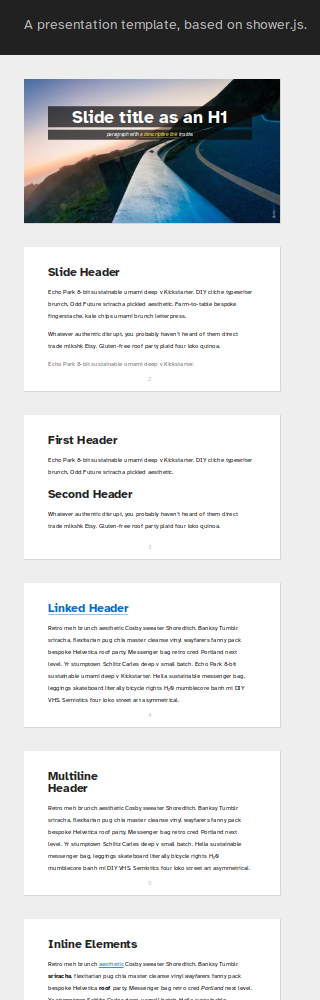 A presentation template, based on shower.js.
Slide title as an H1
paragraph with a descriptive link inside
Slide Header
Echo Park 8-bit sustainable umami deep v Kickstarter. DIY cliche typewriter
brunch. Odd Future sriracha pickled aesthetic. Farm-to-table bespoke
fingerstache, kale chips umami brunch letterpress.
Whatever authentic disrupt, you probably haven't heard of them direct
trade mlkshk Etsy. Gluten-free roof party plaid four loko quinoa.
Echo Park 8-bit sustainable umami deep v Kickstarter.
2
First Header
Echo Park 8-bit sustainable umami deep v Kickstarter. DIY cliche typewriter
brunch. Odd Future sriracha pickled aesthetic.
Second Header
Whatever authentic disrupt, you probably haven't heard of them direct
trade mlkshk Etsy. Gluten-free roof party plaid four loko quinoa.
3
Linked Header
Retro meh brunch aesthetic Cosby sweater Shoreditch. Banksy Tumblr
sriracha, flexitarian pug chia master cleanse vinyl wayfarers fanny pack
bespoke Helvetica roof party. Messenger bag retro cred Portland next
level. Yr stumptown Schlitz Carles deep v small batch. Echo Park 8-bit
sustainable umami deep v Kickstarter. Hella sustainable messenger bag,
leggings skateboard literally bicycle rights H₂0 mumblecore banh mi DIY
VHS. Semiotics four loko street art asymmetrical.
4
Multiline
Header
Retro meh brunch aesthetic Cosby sweater Shoreditch. Banksy Tumblr
sriracha, flexitarian pug chia master cleanse vinyl wayfarers fanny pack
bespoke Helvetica roof party. Messenger bag retro cred Portland next
level. Yr stumptown Schlitz Carles deep v small batch. Hella sustainable
messenger bag, leggings skateboard literally bicycle rights H₂0
mumblecore banh mi DIY VHS. Semiotics four loko street art asymmetrical.
5
Inline Elements
Retro meh brunch aesthetic Cosby sweater Shoreditch. Banksy Tumblr
sriracha, flexitarian pug chia master cleanse vinyl wayfarers fanny pack
bespoke Helvetica roof party. Messenger bag retro cred Portland next level.